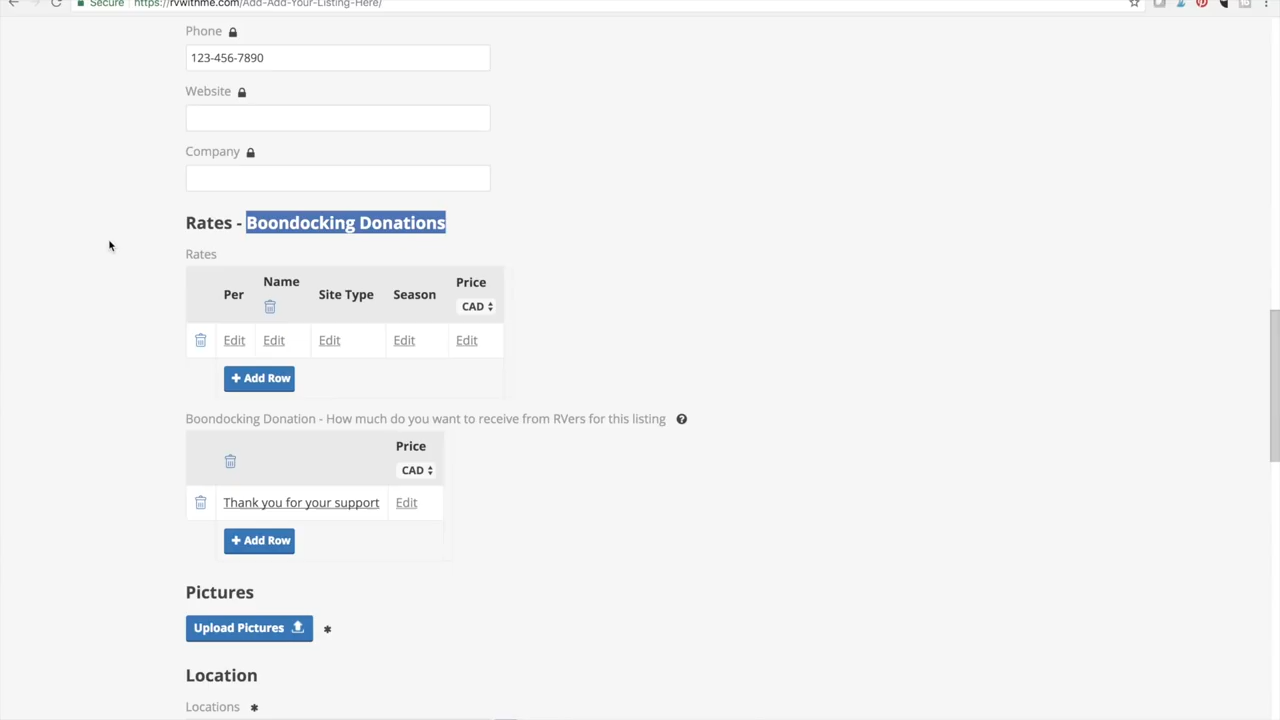 Secure https://rvwithme.com/Add-Add-Your-Listing-Here/
Phone
123-456-7890
Website
Company
Rates - Boondocking Donations
Rates
Per Name Site Type Season Price
CAD
Edit Edit Edit Edit Edit
+ Add Row
Boondocking Donation - How much do you want to receive from RVers for this listing ?
Price
CAD
Thank you for your support Edit
+ Add Row
Pictures
Upload Pictures *
Location
Locations *